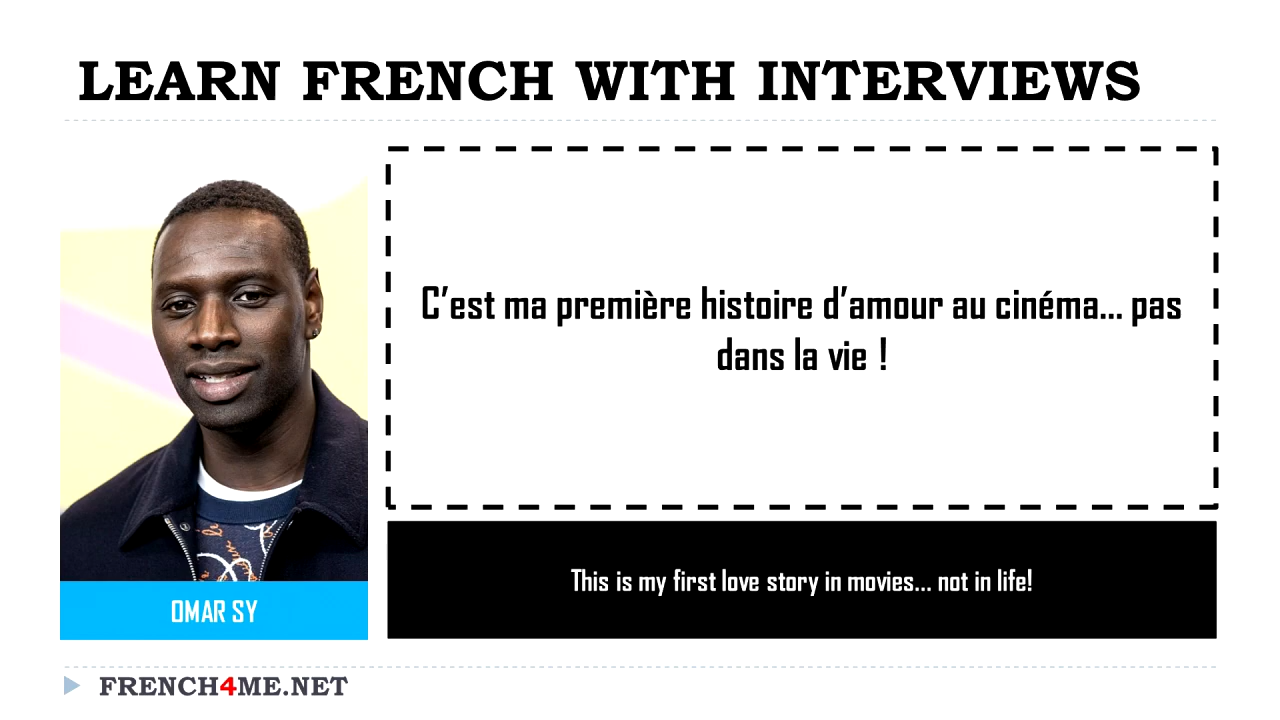 LEARN FRENCH WITH INTERVIEWS
C’est ma première histoire d’amour au cinéma... pas
dans la vie !
This is my first love story in movies... not in life!
OMAR SY
FRENCH4ME.NET